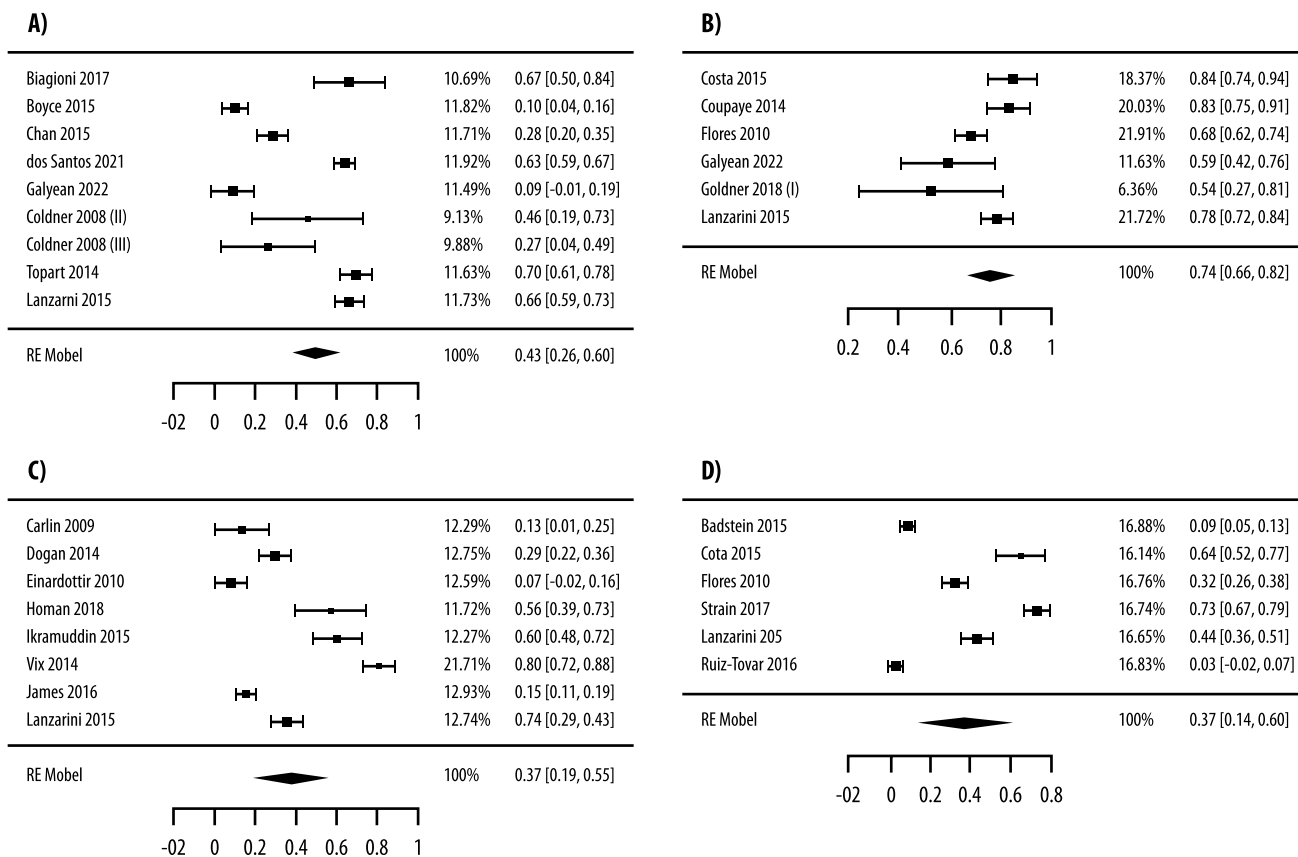 A)
Biagioni 2017 10.69% 0.67 [0.50, 0.84]
Boyce 2015 11.82% 0.10 [0.04, 0.16]
Chan 2015 11.71% 0.28 [0.20, 0.35]
dos Santos 2021 11.92% 0.63 [0.59, 0.67]
Galyean 2022 11.49% 0.09 [-0.01, 0.19]
Coldner 2008 (II) 9.13% 0.46 [0.19, 0.73]
Coldner 2008 (III) 9.88% 0.27 [0.04, 0.49]
Topart 2014 11.63% 0.70 [0.61, 0.78]
Lanzarni 2015 11.73% 0.66 [0.59, 0.73]
RE Mobel 100% 0.43 [0.26, 0.60]
-02 0 0.2 0.4 0.6 0.8 1
B)
Costa 2015 18.37% 0.84 [0.74, 0.94]
Coupaye 2014 20.03% 0.83 [0.75, 0.91]
Flores 2010 21.91% 0.68 [0.62, 0.74]
Galyean 2022 11.63% 0.59 [0.42, 0.76]
Goldner 2018 (I) 6.36% 0.54 [0.27, 0.81]
Lanzarini 2015 21.72% 0.78 [0.72, 0.84]
RE Mobel 100% 0.74 [0.66, 0.82]
0.2 0.4 0.6 0.8 1
C)
Carlin 2009 12.29% 0.13 [0.01, 0.25]
Dogan 2014 12.75% 0.29 [0.22, 0.36]
Einardottir 2010 12.59% 0.07 [-0.02, 0.16]
Homan 2018 11.72% 0.56 [0.39, 0.73]
Ikramuddin 2015 12.27% 0.60 [0.48, 0.72]
Vix 2014 21.71% 0.80 [0.72, 0.88]
James 2016 12.93% 0.15 [0.11, 0.19]
Lanzarini 2015 12.74% 0.74 [0.29, 0.43]
RE Mobel 100% 0.37 [0.19, 0.55]
-02 0 0.2 0.4 0.6 0.8 1
D)
Badstein 2015 16.88% 0.09 [0.05, 0.13]
Cota 2015 16.14% 0.64 [0.52, 0.77]
Flores 2010 16.76% 0.32 [0.26, 0.38]
Strain 2017 16.74% 0.73 [0.67, 0.79]
Lanzarini 205 16.65% 0.44 [0.36, 0.51]
Ruiz-Tovar 2016 16.83% 0.03 [-0.02, 0.07]
RE Mobel 100% 0.37 [0.14, 0.60]
-02 0 0.2 0.4 0.6 0.8